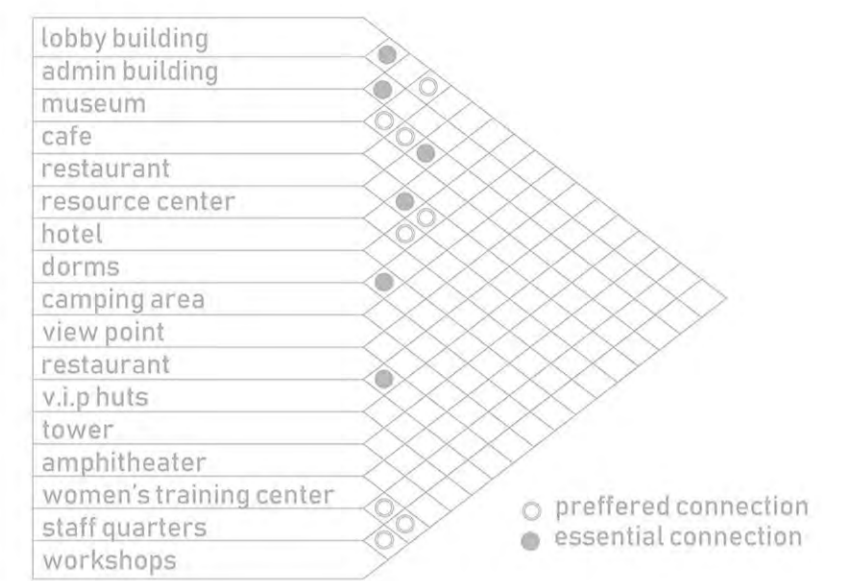 lobby building
admin building
museum
cafe
restaurant
resource center
hotel
dorms
camping area
view point
restaurant
v.i.p huts
tower
amphitheater
women's training center
staff quarters
workshops
preffered connection
essential connection